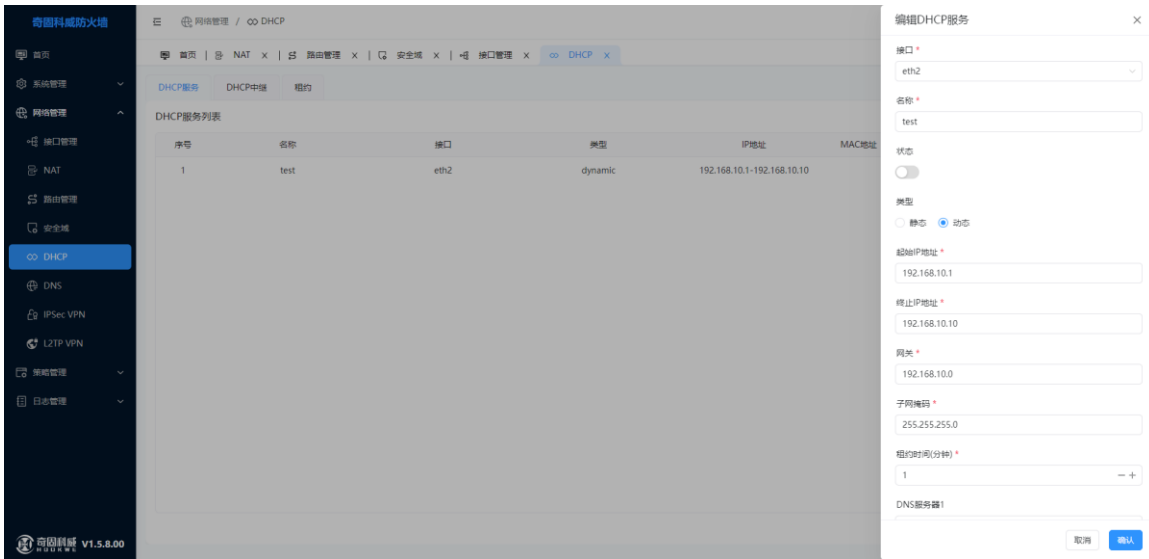 奇固科威防火墙
网络管理 / DHCP
首页 | NAT × | 路由管理 × | 安全域 × | 接口管理 × DHCP ×
首页
系统管理
网络管理
接口管理
NAT
路由管理
安全域
DHCP
DNS
IPSec VPN
L2TP VPN
策略管理
日志管理
奇固科威 V1.5.8.00
HUOKWE
DHCP服务 DHCP中继 租约
DHCP服务列表
序号 名称 接口 类型 IP地址 MAC地址
1 test eth2 dynamic 192.168.10.1-192.168.10.10
编辑DHCP服务 ×
接口 *
eth2
名称 *
test
状态
类型
静态 动态
起始IP地址 *
192.168.10.1
终止IP地址 *
192.168.10.10
网关 *
192.168.10.0
子网掩码 *
255.255.255.0
租约时间(分钟) *
1 − +
DNS服务器1
取消 确认